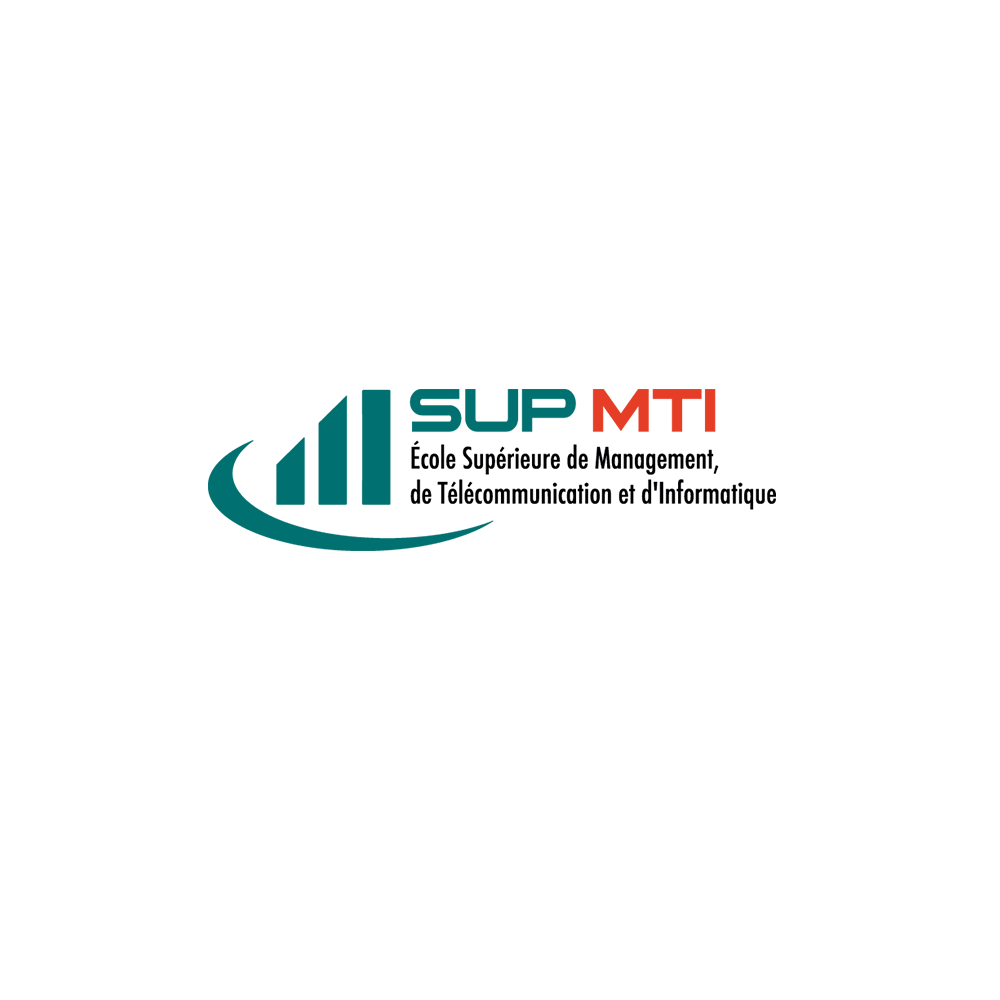 SUP MTI
École Supérieure de Management,
de Télécommunication et d'Informatique